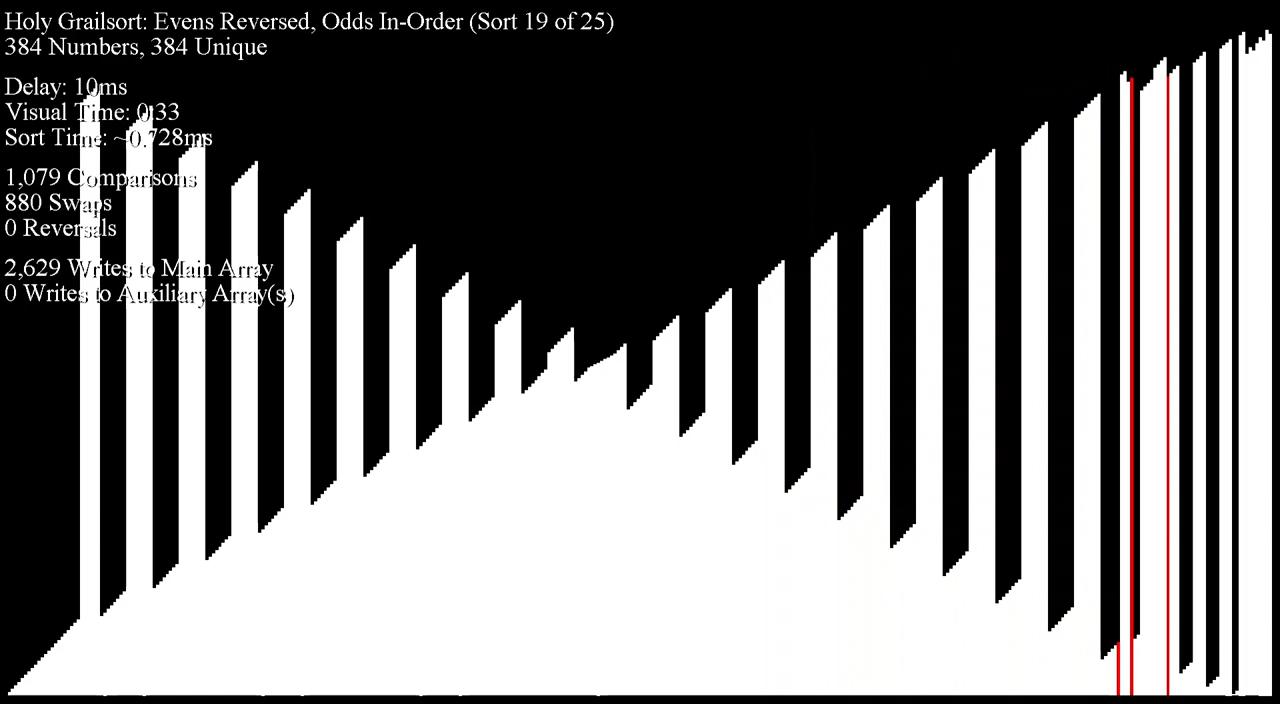 Holy Grailsort: Evens Reversed, Odds In-Order (Sort 19 of 25)
384 Numbers, 384 Unique
Delay: 10ms
Visual Time: 0.33
Sort Time: ~0.728ms
1,079 Comparisons
880 Swaps
0 Reversals
2,629 Writes to Main Array
0 Writes to Auxiliary Array(s)